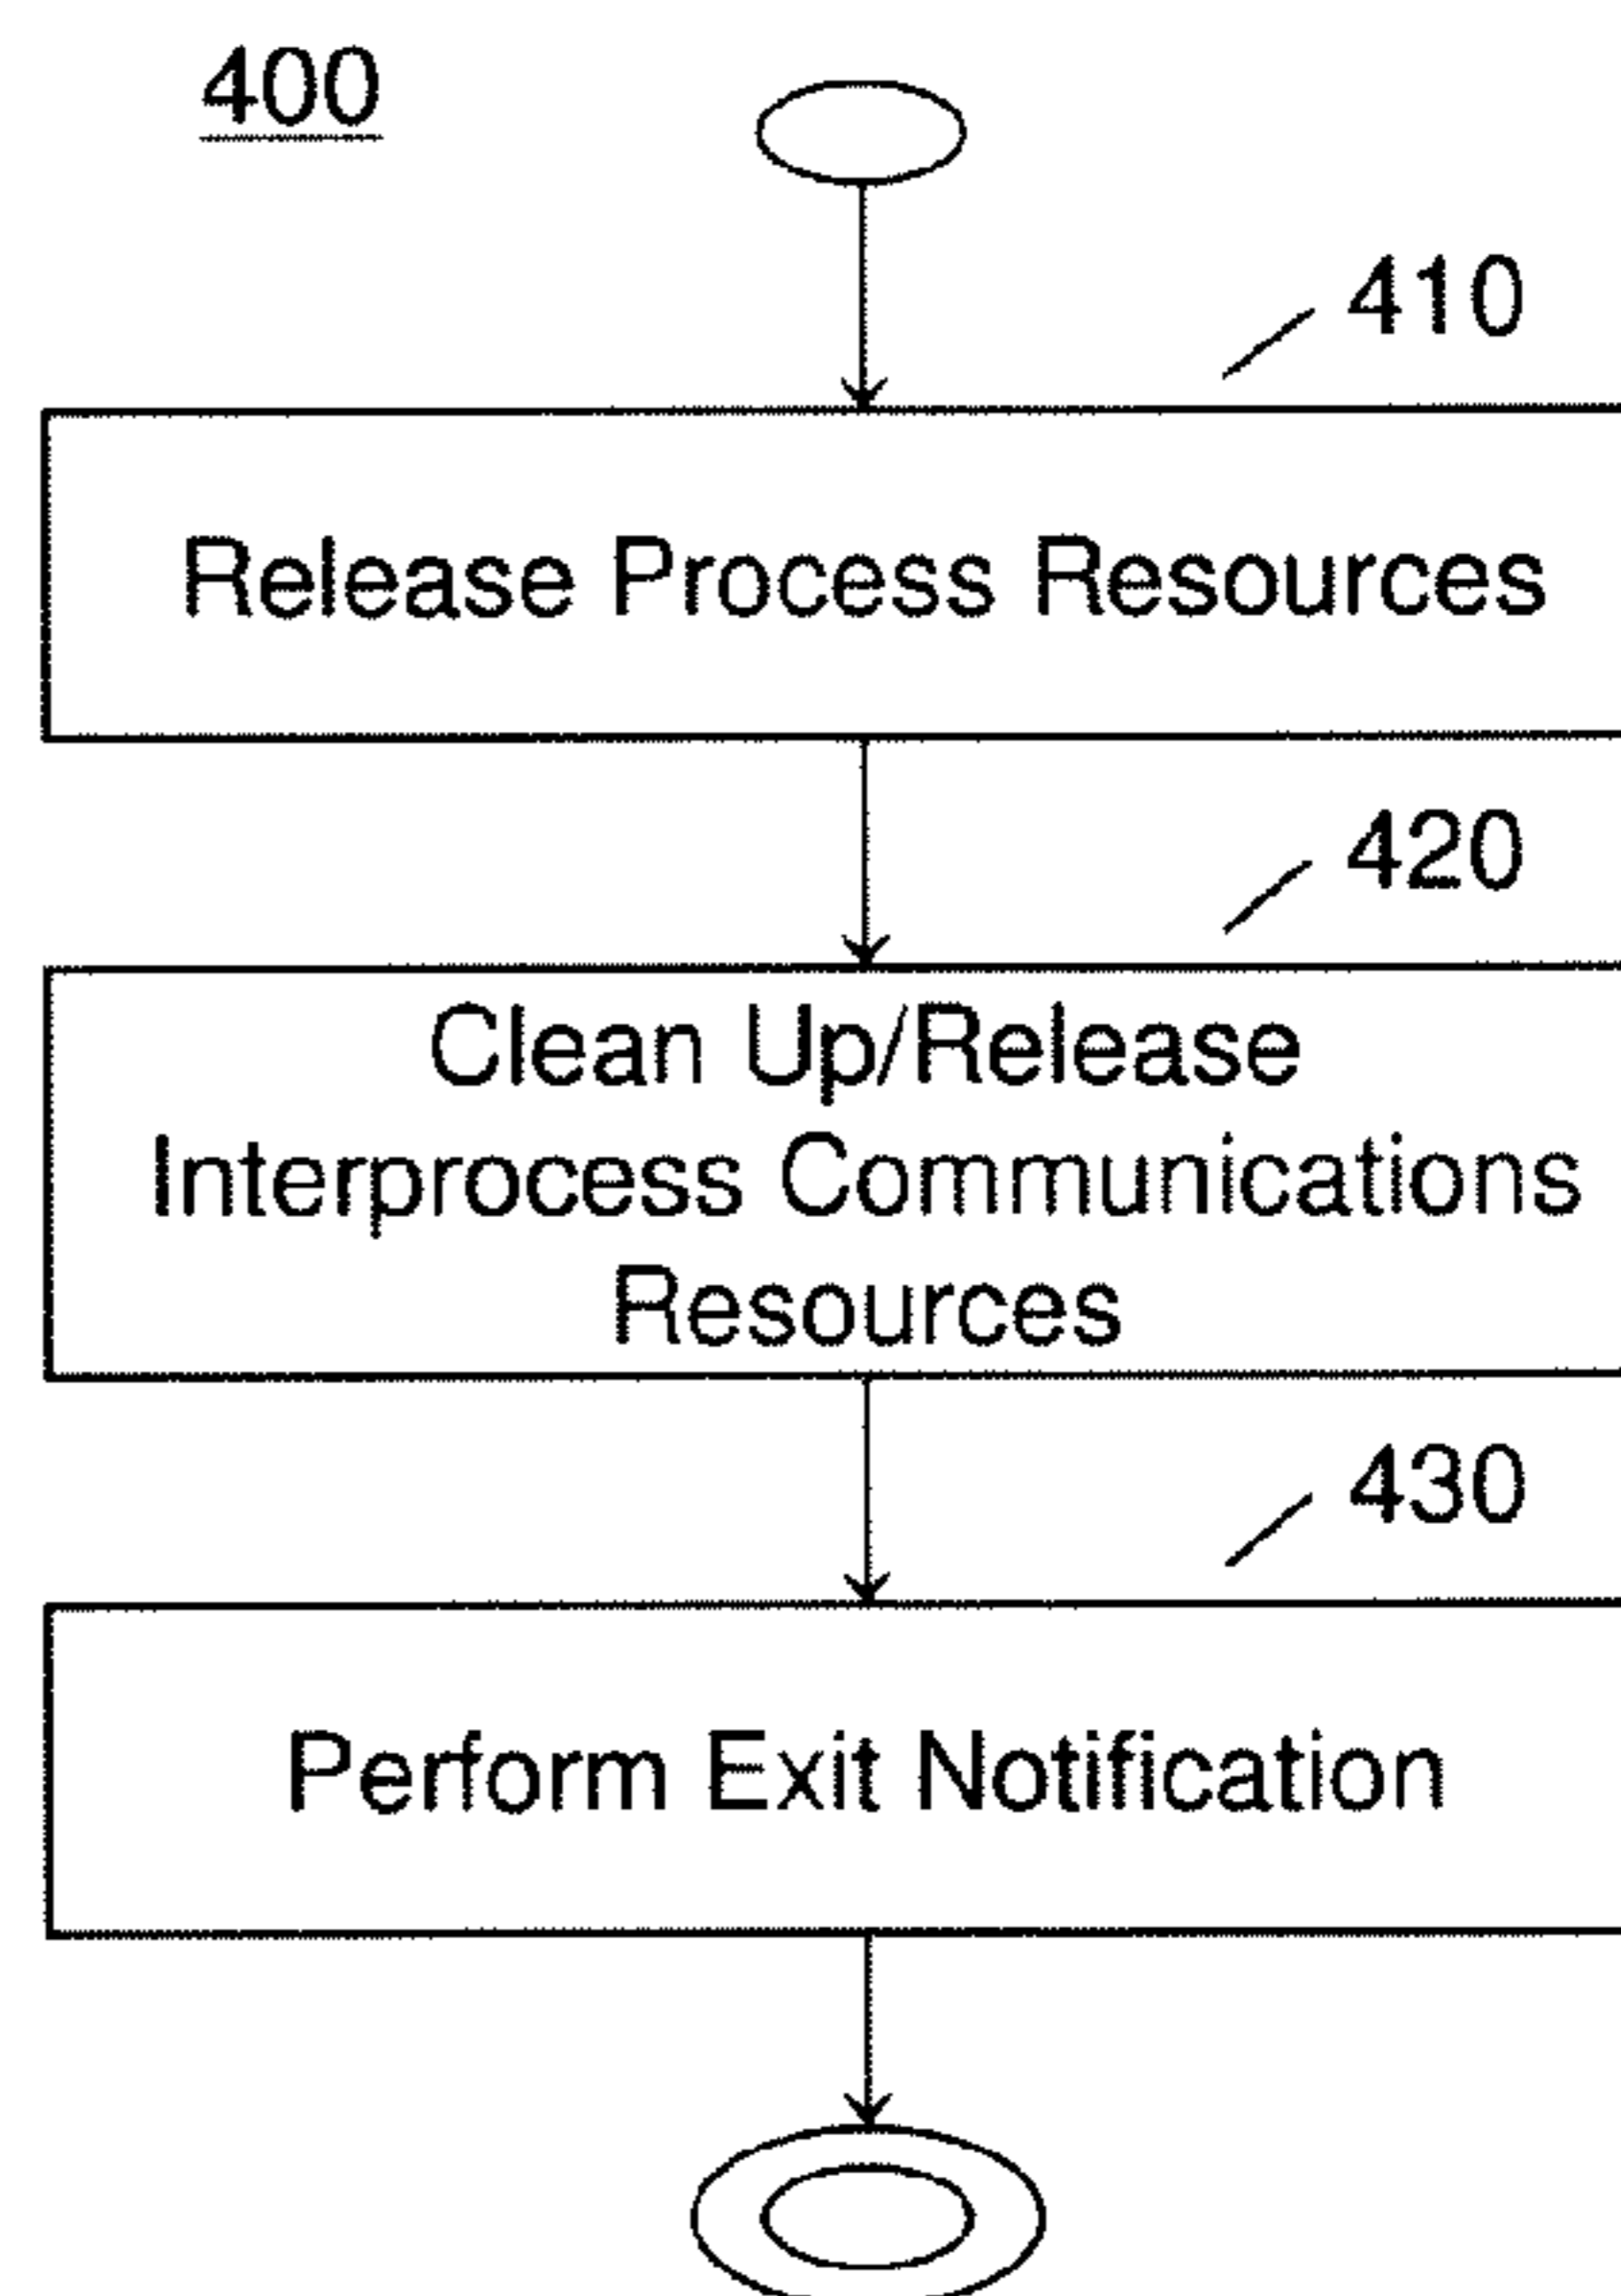 400
410
Release Process Resources
420
Clean Up/Release
Interprocess Communications
Resources
430
Perform Exit Notification